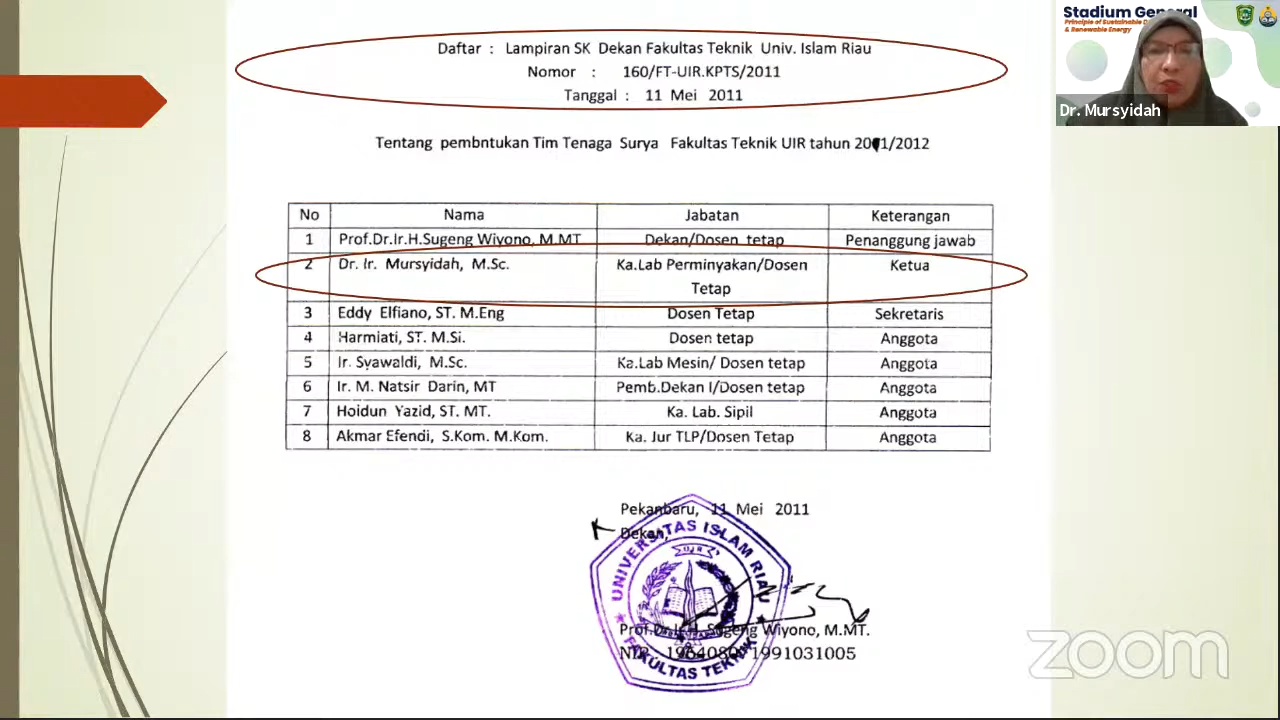 Daftar : Lampiran SK Dekan Fakultas Teknik Univ. Islam Riau
Nomor : 160/FT-UIR.KPTS/2011
Tanggal : 11 Mei 2011
Tentang pembntukan Tim Tenaga Surya Fakultas Teknik UIR tahun 2011/2012
No Nama Jabatan Keterangan
1 Prof.Dr.Ir.H.Sugeng Wiyono, M.MT Dekan/Dosen tetap Penanggung jawab
2 Dr. Ir. Mursyidah, M.Sc. Ka.Lab Perminyakan/Dosen Tetap Ketua
3 Eddy Elfiano, ST. M.Eng Dosen Tetap Sekretaris
4 Harmiati, ST. M.Si. Dosen tetap Anggota
5 Ir. Syawaldi, M.Sc. Ka.Lab Mesin/ Dosen tetap Anggota
6 Ir. M. Natsir Darin, MT Pemb.Dekan I/Dosen tetap Anggota
7 Hoidun Yazid, ST. MT. Ka. Lab. Sipil Anggota
8 Akmar Efendi, S.Kom. M.Kom. Ka. Jur TLP/Dosen Tetap Anggota
Pekanbaru, 11 Mei 2011
Dekan,
UNIVERSITAS ISLAM RIAU
UIR
Prof.Dr.Ir.H. Sugeng Wiyono, M.MT.
1991031005
FAKULTAS TEKNIK
Stadium General
Principle of Sustainable
& Renewable Energy
Dr. Mursyidah
zoom